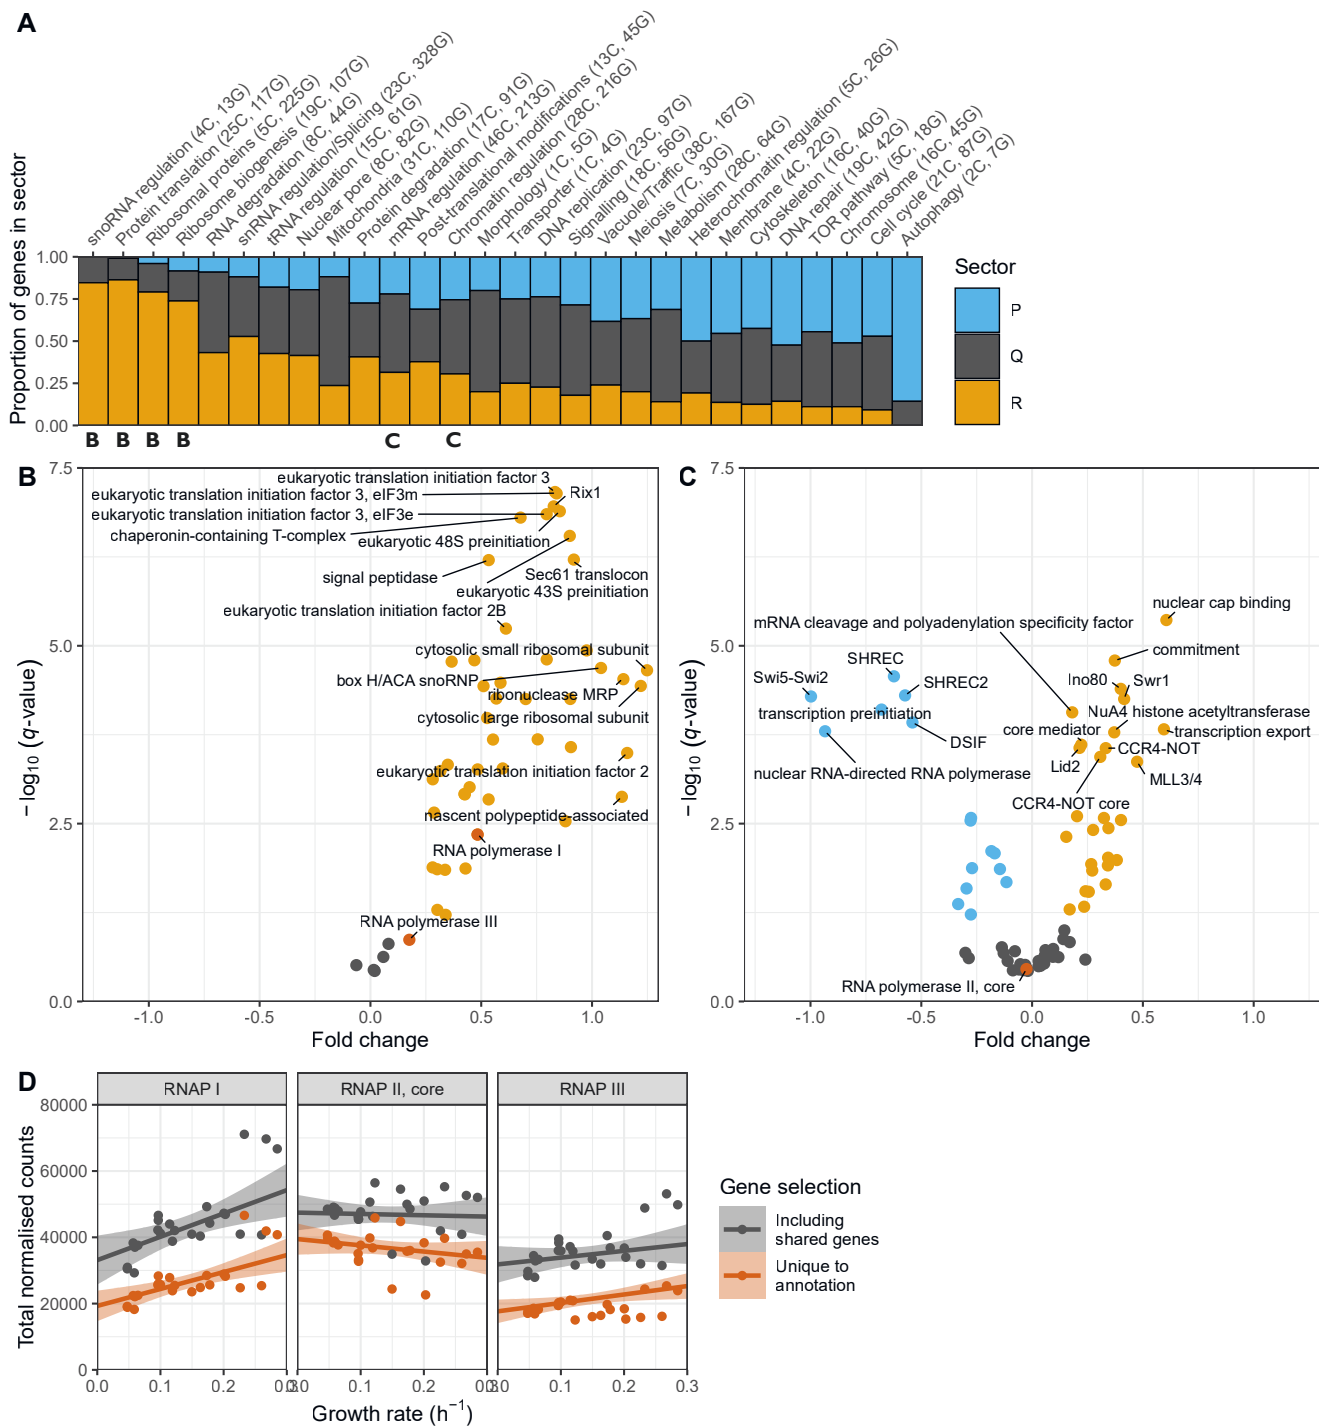 A
snoRNA regulation (4C, 13G)
Protein translation (25C, 117G)
Ribosomal proteins (5C, 225G)
Ribosome biogenesis (19C, 107G)
RNA degradation (8C, 44G)
snRNA regulation/Splicing (23C, 328G)
tRNA regulation (15C, 61G)
Nuclear pore (8C, 82G)
Mitochondria (31C, 110G)
Protein degradation (17C, 91G)
mRNA regulation (46C, 213G)
Post-translational modifications (13C, 45G)
Chromatin regulation (28C, 216G)
Morphology (1C, 5G)
Transporter (1C, 4G)
DNA replication (23C, 97G)
Signalling (18C, 56G)
Vacuole/Traffic (38C, 167G)
Meiosis (7C, 30G)
Metabolism (28C, 64G)
Heterochromatin regulation (5C, 26G)
Membrane (4C, 22G)
Cytoskeleton (16C, 40G)
DNA repair (19C, 42G)
TOR pathway (5C, 18G)
Chromosome (16C, 45G)
Cell cycle (21C, 87G)
Autophagy (2C, 7G)
Proportion of genes in sector
1.00
0.75
0.50
0.25
0.00
B B B B C C
Sector
P
Q
R
B
7.5
5.0
2.5
0.0
− log10 (q-value)
eukaryotic translation initiation factor 3
eukaryotic translation initiation factor 3, eIF3m
Rix1
eukaryotic translation initiation factor 3, eIF3e
chaperonin-containing T-complex
eukaryotic 48S preinitiation
signal peptidase
Sec61 translocon
eukaryotic 43S preinitiation
eukaryotic translation initiation factor 2B
cytosolic small ribosomal subunit
box H/ACA snoRNP
ribonuclease MRP
cytosolic large ribosomal subunit
eukaryotic translation initiation factor 2
nascent polypeptide-associated
RNA polymerase I
RNA polymerase III
-1.0 -0.5 0.0 0.5 1.0
Fold change
C
7.5
5.0
2.5
0.0
− log10 (q-value)
nuclear cap binding
mRNA cleavage and polyadenylation specificity factor
commitment
SHREC
Swi5-Swi2
SHREC2
Ino80
Swr1
transcription preinitiation
NuA4 histone acetyltransferase
core mediator
transcription export
DSIF
CCR4-NOT
Lid2
nuclear RNA-directed RNA polymerase
MLL3/4
CCR4-NOT core
RNA polymerase II, core
-1.0 -0.5 0.0 0.5 1.0
Fold change
D
RNAP I
RNAP II, core
RNAP III
80000
60000
40000
20000
0
Total normalised counts
0.0 0.1 0.2 0.3
0.0 0.1 0.2 0.3
0.0 0.1 0.2 0.3
Growth rate (h−1)
Gene selection
Including
shared genes
Unique to
annotation